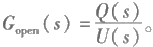 G_open(s) = Q(s)/U(s)。